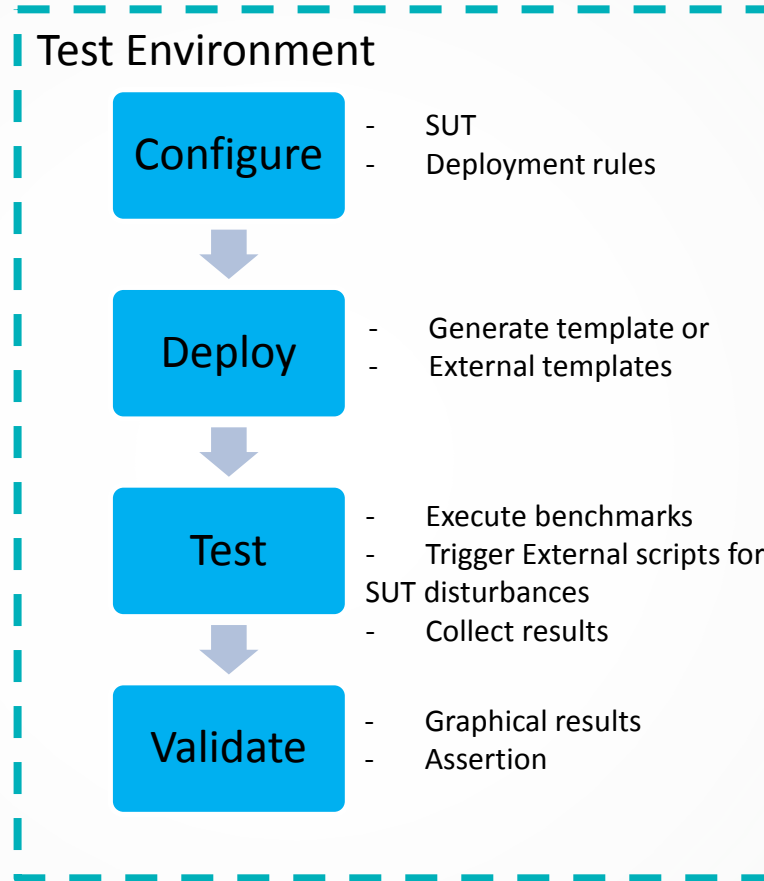 Test Environment
Configure
- SUT
- Deployment rules
Deploy
- Generate template or
- External templates
Test
- Execute benchmarks
- Trigger External scripts for
SUT disturbances
- Collect results
Validate
- Graphical results
- Assertion